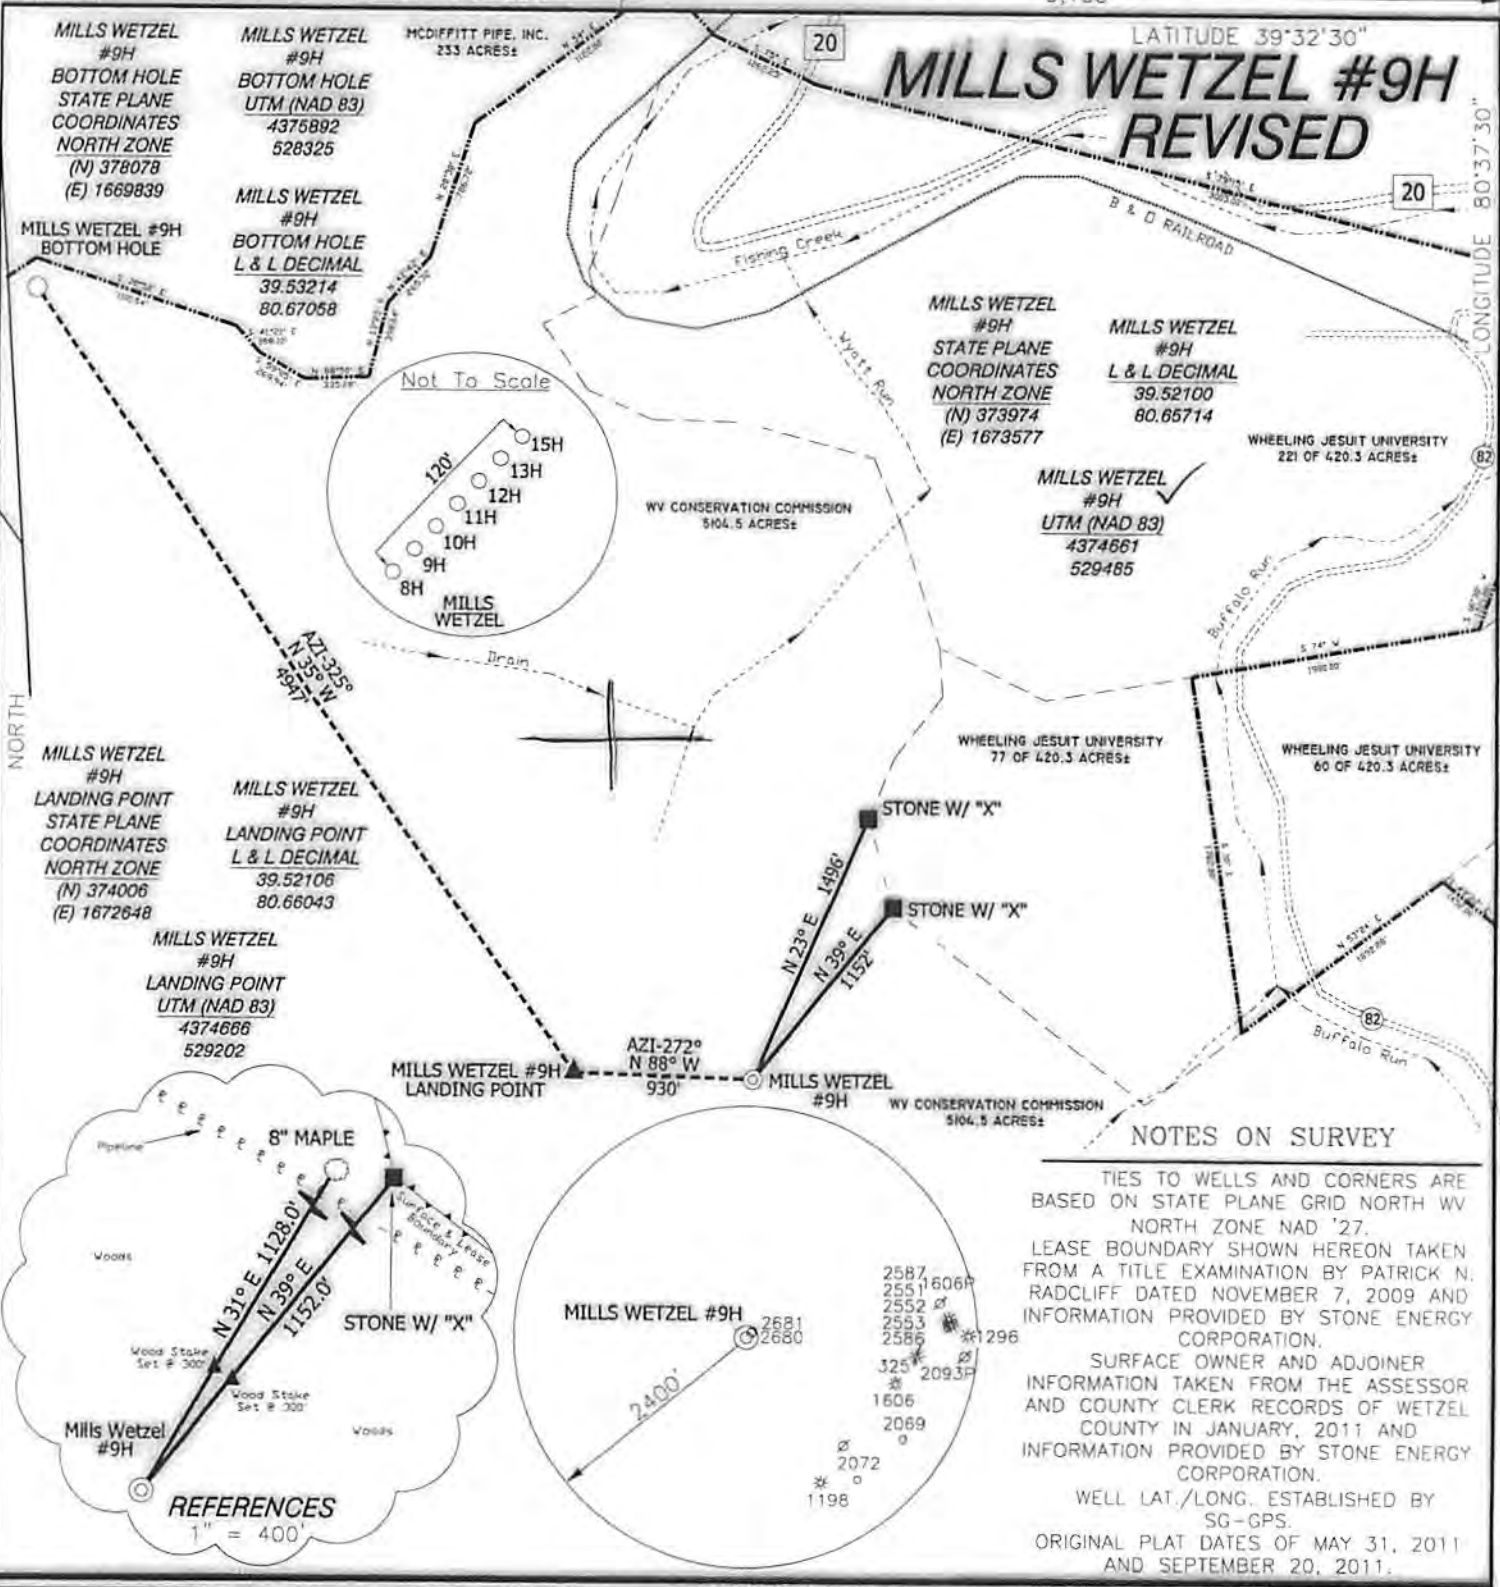 LATITUDE 39°32'30"
MILLS WETZEL #9H
REVISED
LONGITUDE 80°37'30"
MILLS WETZEL
#9H
BOTTOM HOLE
STATE PLANE
COORDINATES
NORTH ZONE
(N) 378078
(E) 1669839
MILLS WETZEL
#9H
BOTTOM HOLE
UTM (NAD 83)
4375892
528325
MCDIFFITT PIPE, INC.
233 ACRES±
20
20
MILLS WETZEL
#9H
BOTTOM HOLE
L & L DECIMAL
39.53214
80.67058
MILLS WETZEL #9H
BOTTOM HOLE
B & O RAILROAD
Fishing Creek
Wyatt Run
Not To Scale
120'
15H
13H
12H
11H
10H
9H
8H
MILLS
WETZEL
MILLS WETZEL
#9H
STATE PLANE
COORDINATES
NORTH ZONE
(N) 373974
(E) 1673577
MILLS WETZEL
#9H
L & L DECIMAL
39.52100
80.65714
WHEELING JESUIT UNIVERSITY
221 OF 420.3 ACRES±
82
MILLS WETZEL
#9H
UTM (NAD 83)
4374661
529485
WV CONSERVATION COMMISSION
5104.5 ACRES±
Buffalo Run
S 74° W
Drain
AZI-325°
N 35° W
4947'
NORTH
WHEELING JESUIT UNIVERSITY
77 OF 420.3 ACRES±
WHEELING JESUIT UNIVERSITY
60 OF 420.3 ACRES±
MILLS WETZEL
#9H
LANDING POINT
STATE PLANE
COORDINATES
NORTH ZONE
(N) 374006
(E) 1672648
MILLS WETZEL
#9H
LANDING POINT
L & L DECIMAL
39.52106
80.66043
MILLS WETZEL
#9H
LANDING POINT
UTM (NAD 83)
4374666
529202
STONE W/ "X"
1496'
N 23° E
STONE W/ "X"
N 39° E
1152'
N 53°24' E
82
Buffalo Run
MILLS WETZEL #9H
LANDING POINT
AZI-272°
N 88° W
930'
MILLS WETZEL
#9H
WV CONSERVATION COMMISSION
5104.5 ACRES±
Pipeline
8" MAPLE
Surface & Lease
Boundary
Woods
N 31° E 1128.0'
N 39° E
1152.0'
STONE W/ "X"
Wood Stake
Set @ 300'
Wood Stake
Set @ 300'
Woods
Mills Wetzel
#9H
REFERENCES
1" = 400'
MILLS WETZEL #9H
2681
2680
2400'
2587
2551
2552
2553
2586
1606P
1296
325
2093P
1606
2069
2072
1198
NOTES ON SURVEY
TIES TO WELLS AND CORNERS ARE
BASED ON STATE PLANE GRID NORTH WV
NORTH ZONE NAD '27.
LEASE BOUNDARY SHOWN HEREON TAKEN
FROM A TITLE EXAMINATION BY PATRICK N.
RADCLIFF DATED NOVEMBER 7, 2009 AND
INFORMATION PROVIDED BY STONE ENERGY
CORPORATION.
SURFACE OWNER AND ADJOINER
INFORMATION TAKEN FROM THE ASSESSOR
AND COUNTY CLERK RECORDS OF WETZEL
COUNTY IN JANUARY, 2011 AND
INFORMATION PROVIDED BY STONE ENERGY
CORPORATION.
WELL LAT./LONG. ESTABLISHED BY
SG-GPS.
ORIGINAL PLAT DATES OF MAY 31, 2011
AND SEPTEMBER 20, 2011.